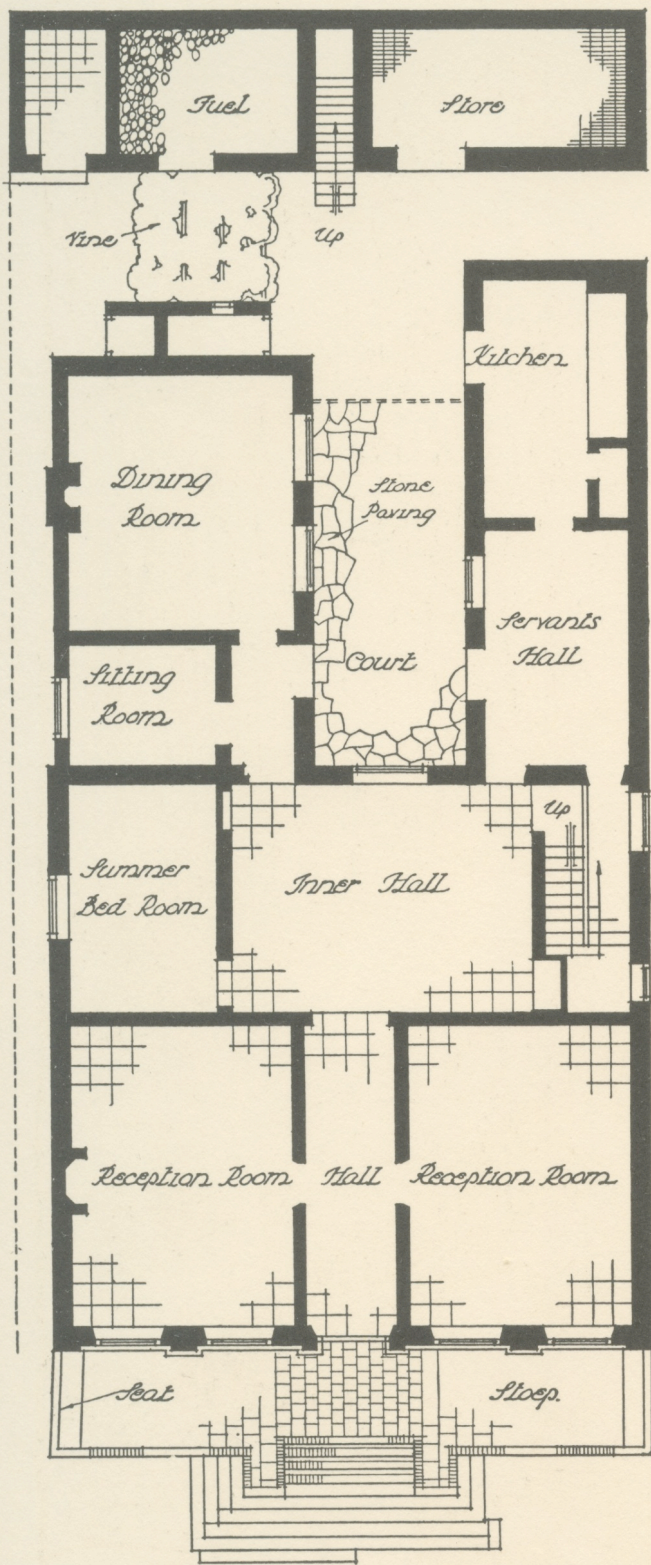 Fuel
Store
Vine
Up
Kitchen
Dining
Room
Stone
Paving
Servants
Hall
Sitting
Room
Court
Up
Summer
Bed Room
Inner Hall
Reception Room
Hall
Reception Room
Seat
Stoep.